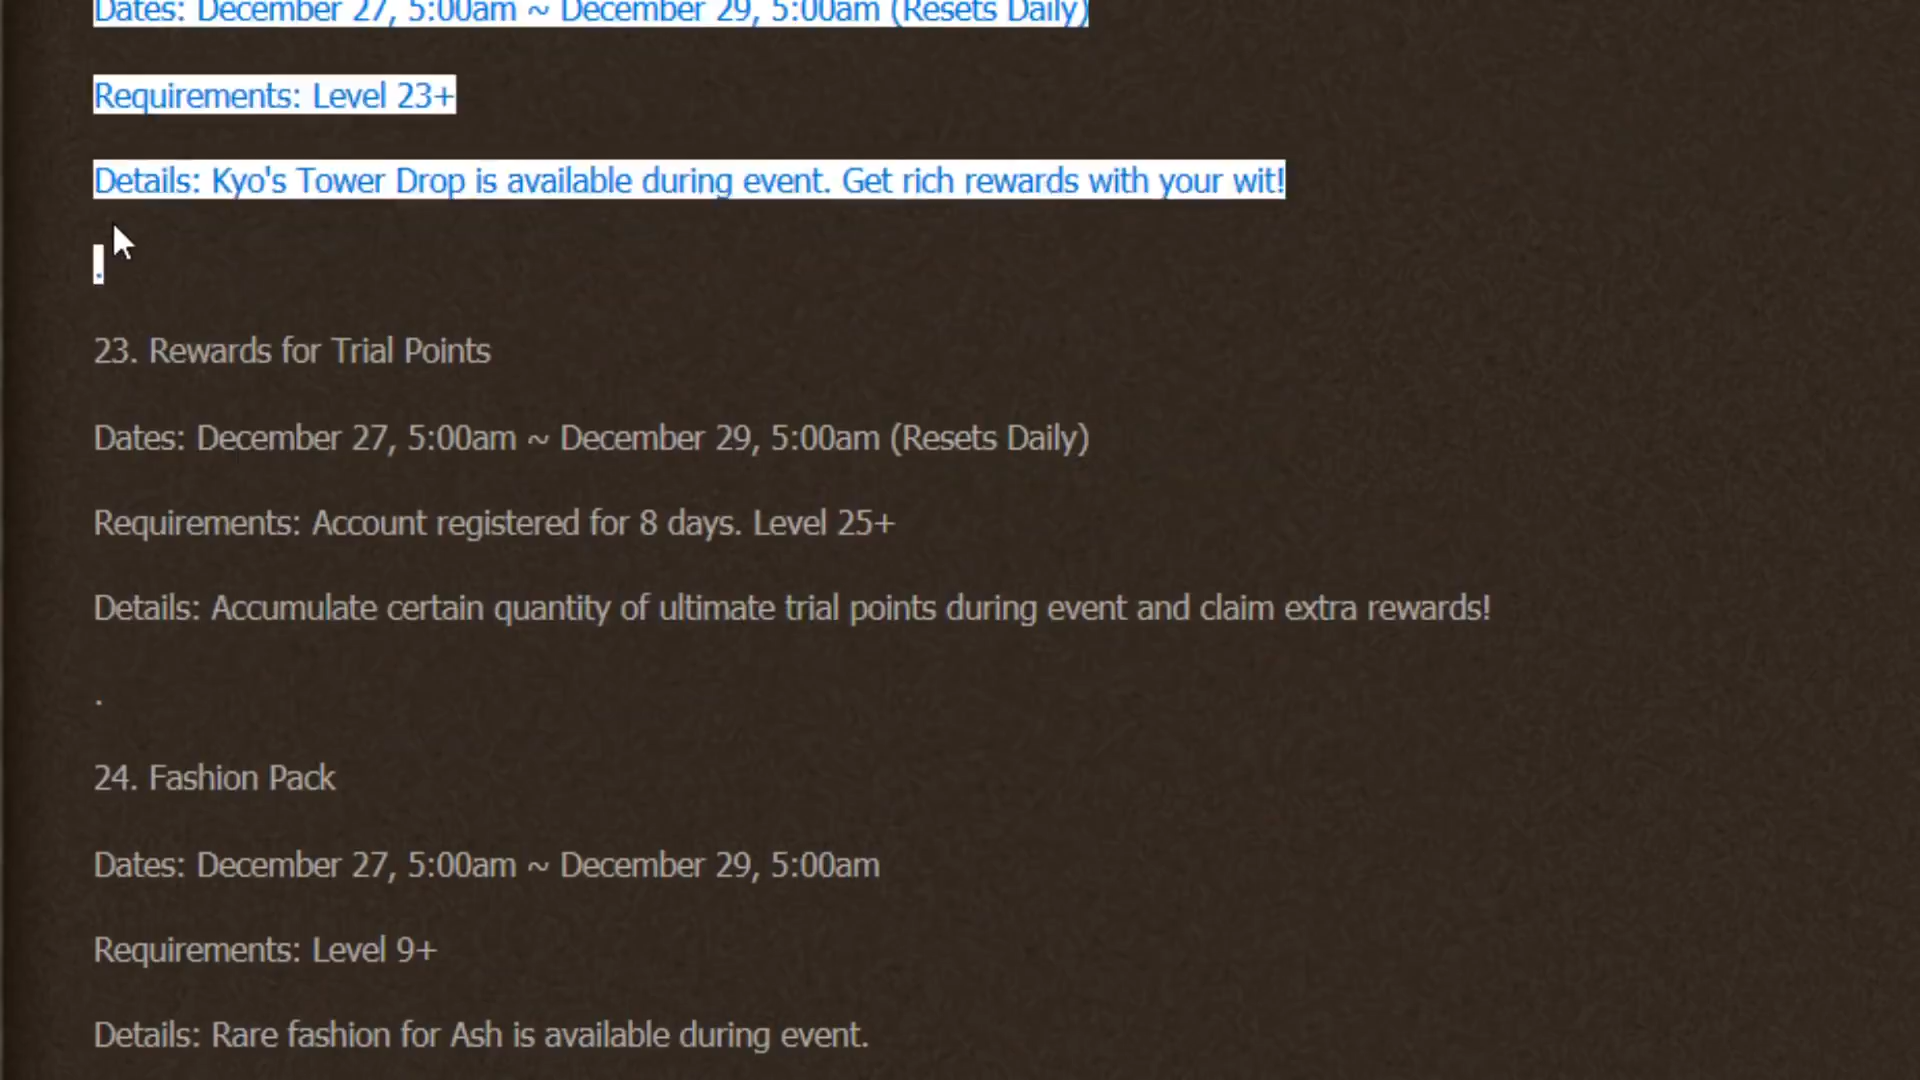 Dates: December 27, 5:00am ~ December 29, 5:00am (Resets Daily)
Requirements: Level 23+
Details: Kyo's Tower Drop is available during event. Get rich rewards with your wit!
.
23. Rewards for Trial Points
Dates: December 27, 5:00am ~ December 29, 5:00am (Resets Daily)
Requirements: Account registered for 8 days. Level 25+
Details: Accumulate certain quantity of ultimate trial points during event and claim extra rewards!
.
24. Fashion Pack
Dates: December 27, 5:00am ~ December 29, 5:00am
Requirements: Level 9+
Details: Rare fashion for Ash is available during event.